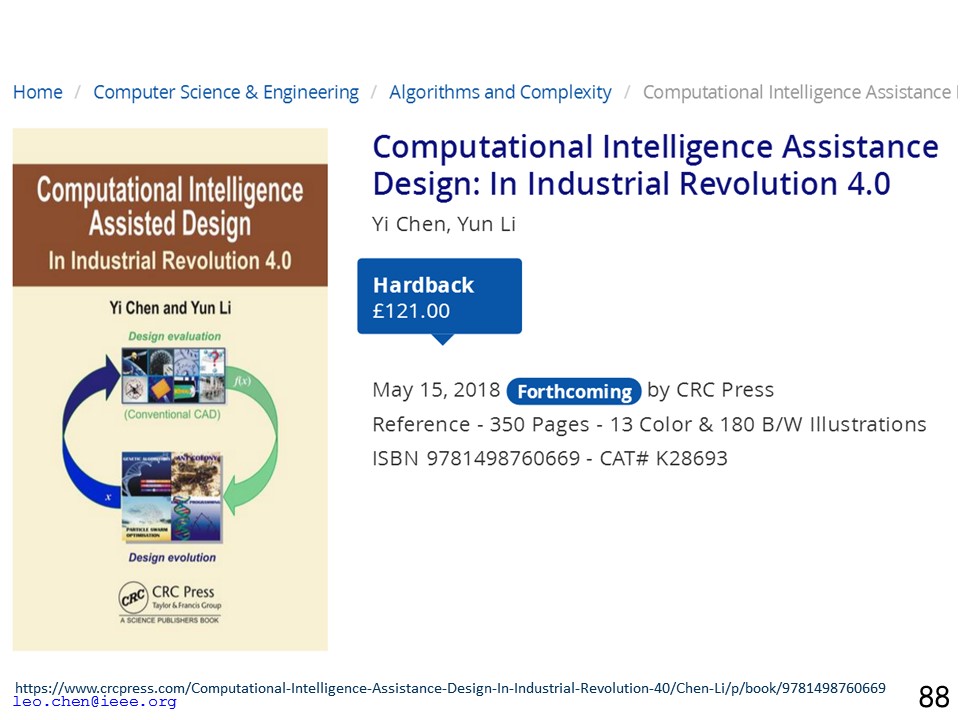 Home / Computer Science & Engineering / Algorithms and Complexity / Computational Intelligence Assistance
Computational Intelligence
Assisted Design
In Industrial Revolution 4.0
Yi Chen and Yun Li
Design evaluation
f(x)
(Conventional CAD)
x
GENETIC
ANT COLONY
PROGRAMMING
PARTICLE SWARM
OPTIMISATION
Design evolution
CRC
CRC Press
Taylor & Francis Group
A SCIENCE PUBLISHERS BOOK
Computational Intelligence Assistance
Design: In Industrial Revolution 4.0
Yi Chen, Yun Li
Hardback
£121.00
May 15, 2018 Forthcoming by CRC Press
Reference - 350 Pages - 13 Color & 180 B/W Illustrations
ISBN 9781498760669 - CAT# K28693
https://www.crcpress.com/Computational-Intelligence-Assistance-Design-In-Industrial-Revolution-40/Chen-Li/p/book/9781498760669
leo.chen@ieee.org
88